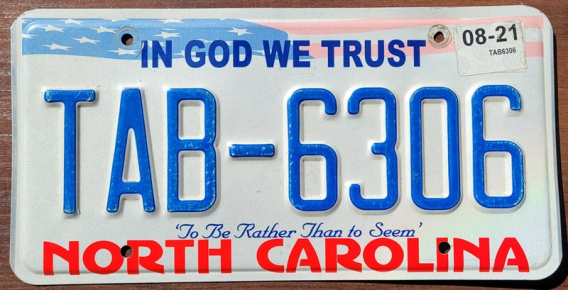 08-21
TAB6306
IN GOD WE TRUST
TAB-6306
‘To Be Rather Than to Seem’
NORTH CAROLINA